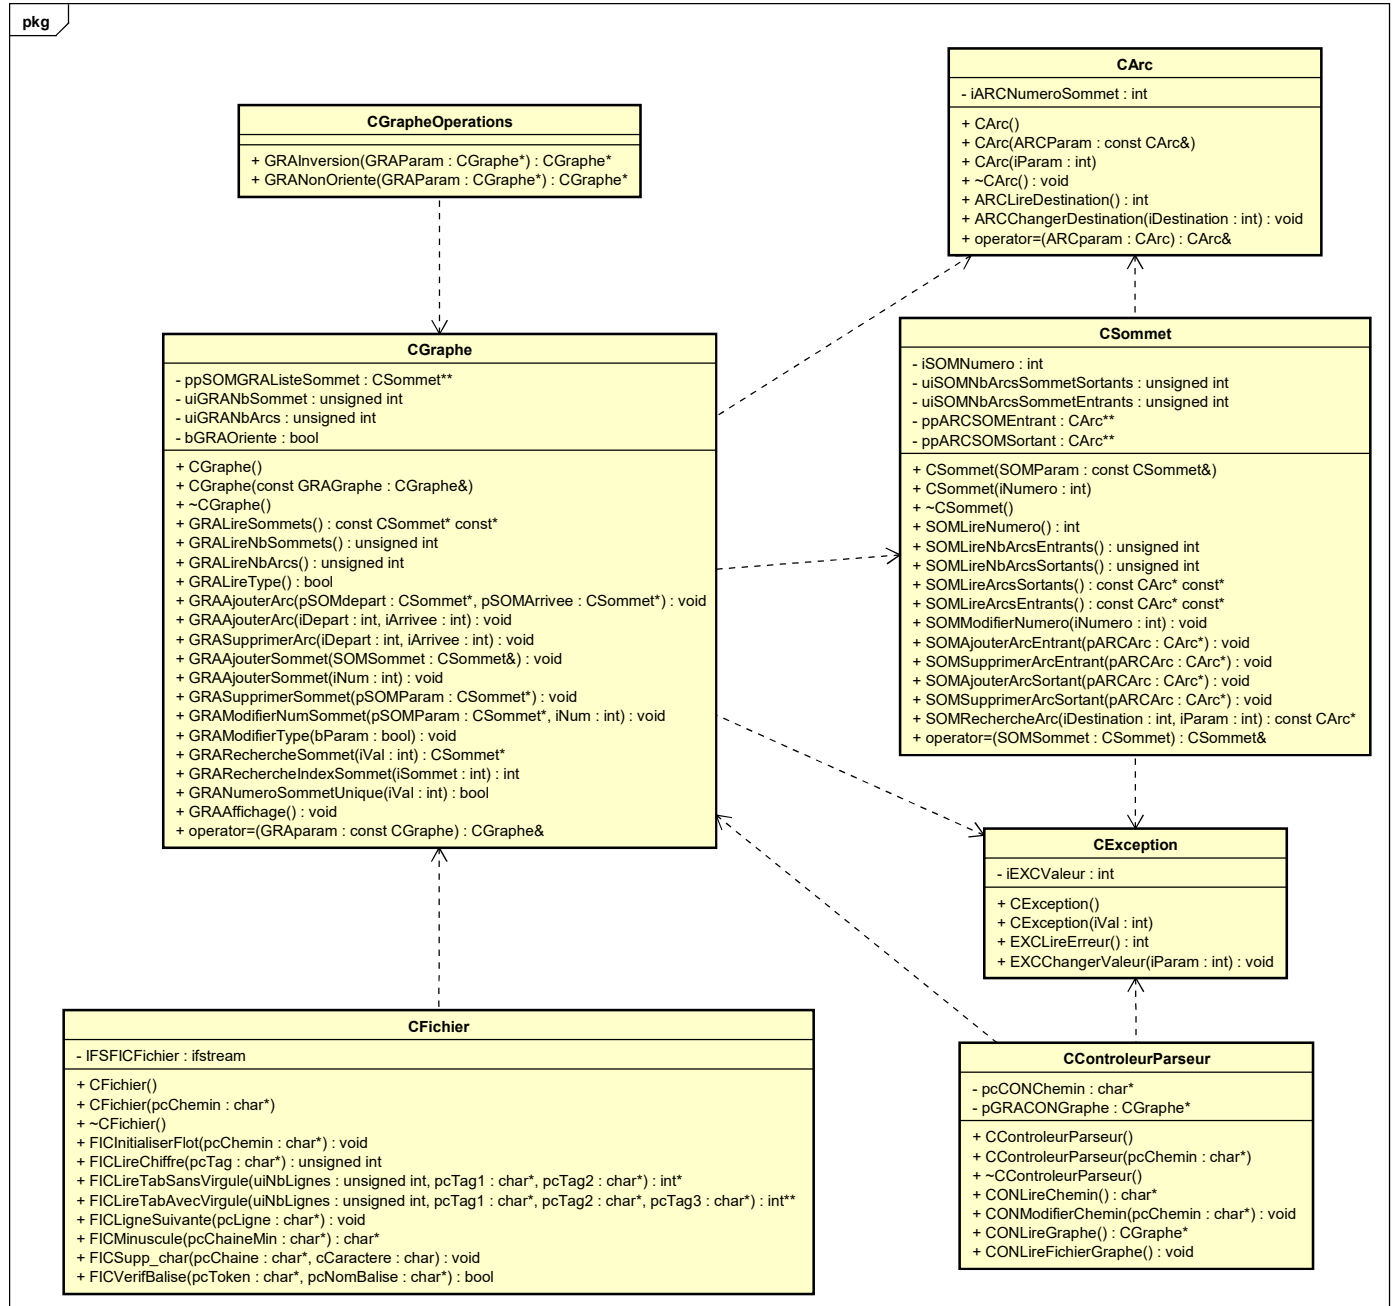 pkg
CGrapheOperations
+ GRAInversion(GRAParam : CGraphe*) : CGraphe*
+ GRANonOriente(GRAParam : CGraphe*) : CGraphe*
CArc
- iARCNumeroSommet : int
+ CArc()
+ CArc(ARCParam : const CArc&)
+ CArc(iParam : int)
+ ~CArc() : void
+ ARCLireDestination() : int
+ ARCChangerDestination(iDestination : int) : void
+ operator=(ARCparam : CArc) : CArc&
CGraphe
- ppSOMGRAListeSommet : CSommet**
- uiGRANbSommet : unsigned int
- uiGRANbArcs : unsigned int
- bGRAOriente : bool
+ CGraphe()
+ CGraphe(const GRAGraphe : CGraphe&)
+ ~CGraphe()
+ GRALireSommets() : const CSommet* const*
+ GRALireNbSommets() : unsigned int
+ GRALireNbArcs() : unsigned int
+ GRALireType() : bool
+ GRAAjouterArc(pSOMdepart : CSommet*, pSOMArrivee : CSommet*) : void
+ GRAAjouterArc(iDepart : int, iArrivee : int) : void
+ GRASupprimerArc(iDepart : int, iArrivee : int) : void
+ GRAAjouterSommet(SOMSommet : CSommet&) : void
+ GRAAjouterSommet(iNum : int) : void
+ GRASupprimerSommet(pSOMParam : CSommet*) : void
+ GRAModifierNumSommet(pSOMParam : CSommet*, iNum : int) : void
+ GRAModifierType(bParam : bool) : void
+ GRARechercheSommet(iVal : int) : CSommet*
+ GRARechercheIndexSommet(iSommet : int) : int
+ GRANumeroSommetUnique(iVal : int) : bool
+ GRAAffichage() : void
+ operator=(GRAparam : const CGraphe) : CGraphe&
CSommet
- iSOMNumero : int
- uiSOMNbArcsSommetSortants : unsigned int
- uiSOMNbArcsSommetEntrants : unsigned int
- ppARCSOMEntrant : CArc**
- ppARCSOMSortant : CArc**
+ CSommet(SOMParam : const CSommet&)
+ CSommet(iNumero : int)
+ ~CSommet()
+ SOMLireNumero() : int
+ SOMLireNbArcsEntrants() : unsigned int
+ SOMLireNbArcsSortants() : unsigned int
+ SOMLireArcsSortants() : const CArc* const*
+ SOMLireArcsEntrants() : const CArc* const*
+ SOMModifierNumero(iNumero : int) : void
+ SOMAjouterArcEntrant(pARCArc : CArc*) : void
+ SOMSupprimerArcEntrant(pARCArc : CArc*) : void
+ SOMAjouterArcSortant(pARCArc : CArc*) : void
+ SOMSupprimerArcSortant(pARCArc : CArc*) : void
+ SOMRechercheArc(iDestination : int, iParam : int) : const CArc*
+ operator=(SOMSommet : CSommet) : CSommet&
CException
- iEXCValeur : int
+ CException()
+ CException(iVal : int)
+ EXCLireErreur() : int
+ EXCChangerValeur(iParam : int) : void
CFichier
- IFSFICFichier : ifstream
+ CFichier()
+ CFichier(pcChemin : char*)
+ ~CFichier()
+ FICInitialiserFlot(pcChemin : char*) : void
+ FICLireChiffre(pcTag : char*) : unsigned int
+ FICLireTabSansVirgule(uiNbLignes : unsigned int, pcTag1 : char*, pcTag2 : char*) : int*
+ FICLireTabAvecVirgule(uiNbLignes : unsigned int, pcTag1 : char*, pcTag2 : char*, pcTag3 : char*) : int**
+ FICLigneSuivante(pcLigne : char*) : void
+ FICMinuscule(pcChaineMin : char*) : char*
+ FICSupp_char(pcChaine : char*, cCaractere : char) : void
+ FICVerifBalise(pcToken : char*, pcNomBalise : char*) : bool
CControleurParseur
- pcCONChemin : char*
- pGRACONGraphe : CGraphe*
+ CControleurParseur()
+ CControleurParseur(pcChemin : char*)
+ ~CControleurParseur()
+ CONLireChemin() : char*
+ CONModifierChemin(pcChemin : char*) : void
+ CONLireGraphe() : CGraphe*
+ CONLireFichierGraphe() : void